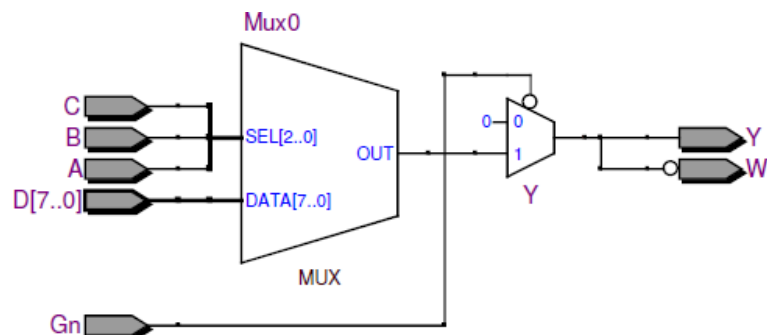 Mux0
C
B
A
D[7..0]
SEL[2..0]
DATA[7..0]
OUT
MUX
0
0
1
Y
Y
W
Gn